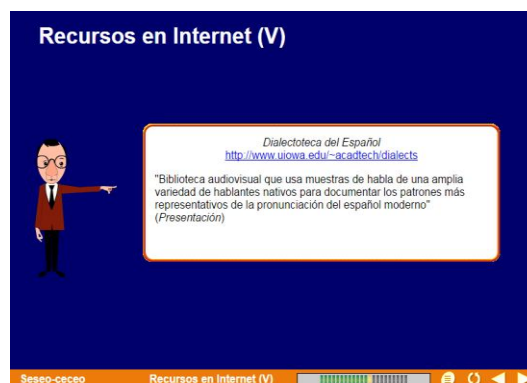 Recursos en Internet (V)
Dialectoteca del Español
http://www.uiowa.edu/~acadtech/dialects
"Biblioteca audiovisual que usa muestras de habla de una amplia
variedad de hablantes nativos para documentar los patrones más
representativos de la pronunciación del español moderno"
(Presentación)
Seseo-ceceo Recursos en Internet (V)